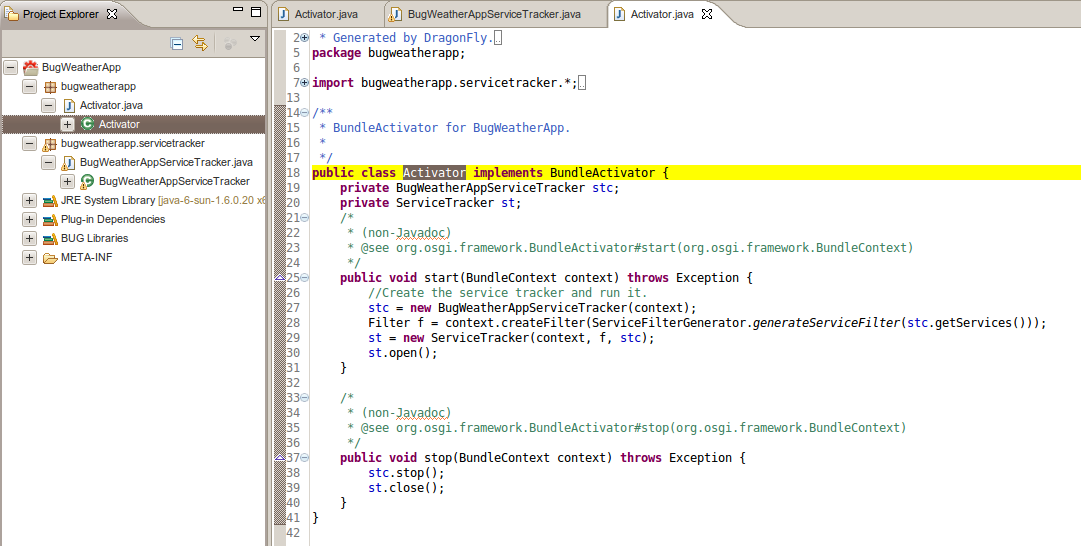 Project Explorer
BugWeatherApp
bugweatherapp
Activator.java
Activator
bugweatherapp.servicetracker
BugWeatherAppServiceTracker.java
BugWeatherAppServiceTracker
JRE System Library [java-6-sun-1.6.0.20 x6
Plug-in Dependencies
BUG Libraries
META-INF
Activator.java BugWeatherAppServiceTracker.java Activator.java
2 * Generated by DragonFly.
5 package bugweatherapp;
6
7 import bugweatherapp.servicetracker.*;
13
14 /**
15 * BundleActivator for BugWeatherApp.
16 *
17 */
18 public class Activator implements BundleActivator {
19 private BugWeatherAppServiceTracker stc;
20 private ServiceTracker st;
21 /*
22 * (non-Javadoc)
23 * @see org.osgi.framework.BundleActivator#start(org.osgi.framework.BundleContext)
24 */
25 public void start(BundleContext context) throws Exception {
26 //Create the service tracker and run it.
27 stc = new BugWeatherAppServiceTracker(context);
28 Filter f = context.createFilter(ServiceFilterGenerator.generateServiceFilter(stc.getServices()));
29 st = new ServiceTracker(context, f, stc);
30 st.open();
31 }
32
33 /*
34 * (non-Javadoc)
35 * @see org.osgi.framework.BundleActivator#stop(org.osgi.framework.BundleContext)
36 */
37 public void stop(BundleContext context) throws Exception {
38 stc.stop();
39 st.close();
40 }
41 }
42